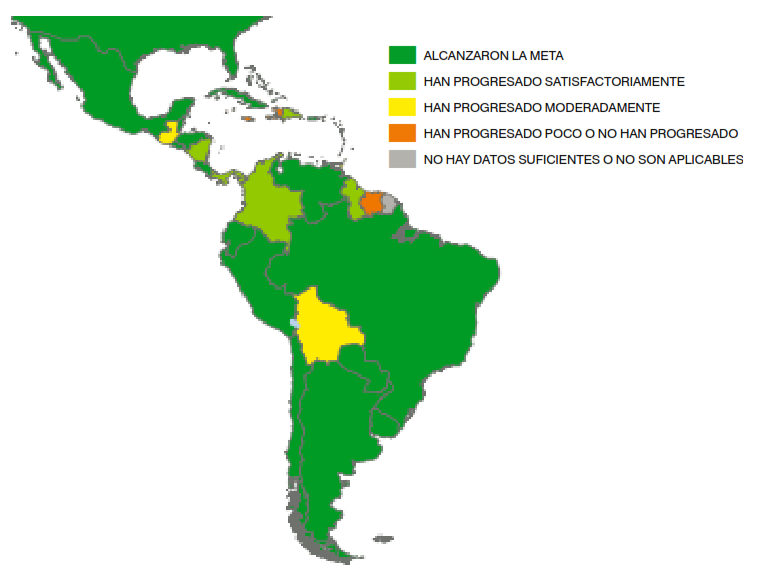 ALCANZARON LA META
HAN PROGRESADO SATISFACTORIAMENTE
HAN PROGRESADO MODERADAMENTE
HAN PROGRESADO POCO O NO HAN PROGRESADO
NO HAY DATOS SUFICIENTES O NO SON APLICABLES